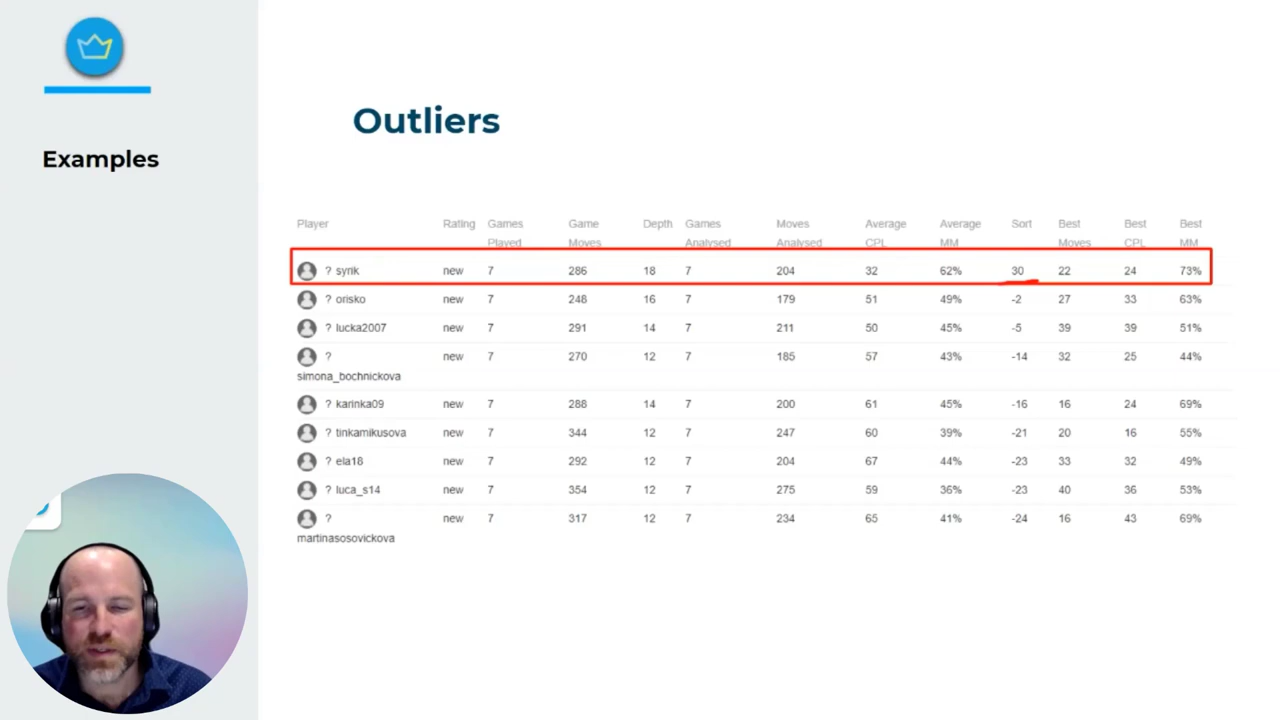 Outliers
Examples
Player Rating Games Played Game Moves Depth Games Analysed Moves Analysed Average CPL Average MM Sort Best Moves Best CPL Best MM
? syrik new 7 286 18 7 204 32 62% 30 22 24 73%
? orisko new 7 248 16 7 179 51 49% -2 27 33 63%
? lucka2007 new 7 291 14 7 211 50 45% -5 39 39 51%
? simona_bochnickova new 7 270 12 7 185 57 43% -14 32 25 44%
? karinka09 new 7 288 14 7 200 61 45% -16 16 24 69%
? tinkamikusova new 7 344 12 7 247 60 39% -21 20 16 55%
? ela18 new 7 292 12 7 204 67 44% -23 33 32 49%
? luca_s14 new 7 354 12 7 275 59 36% -23 40 36 53%
? martinasosovickova new 7 317 12 7 234 65 41% -24 16 43 69%